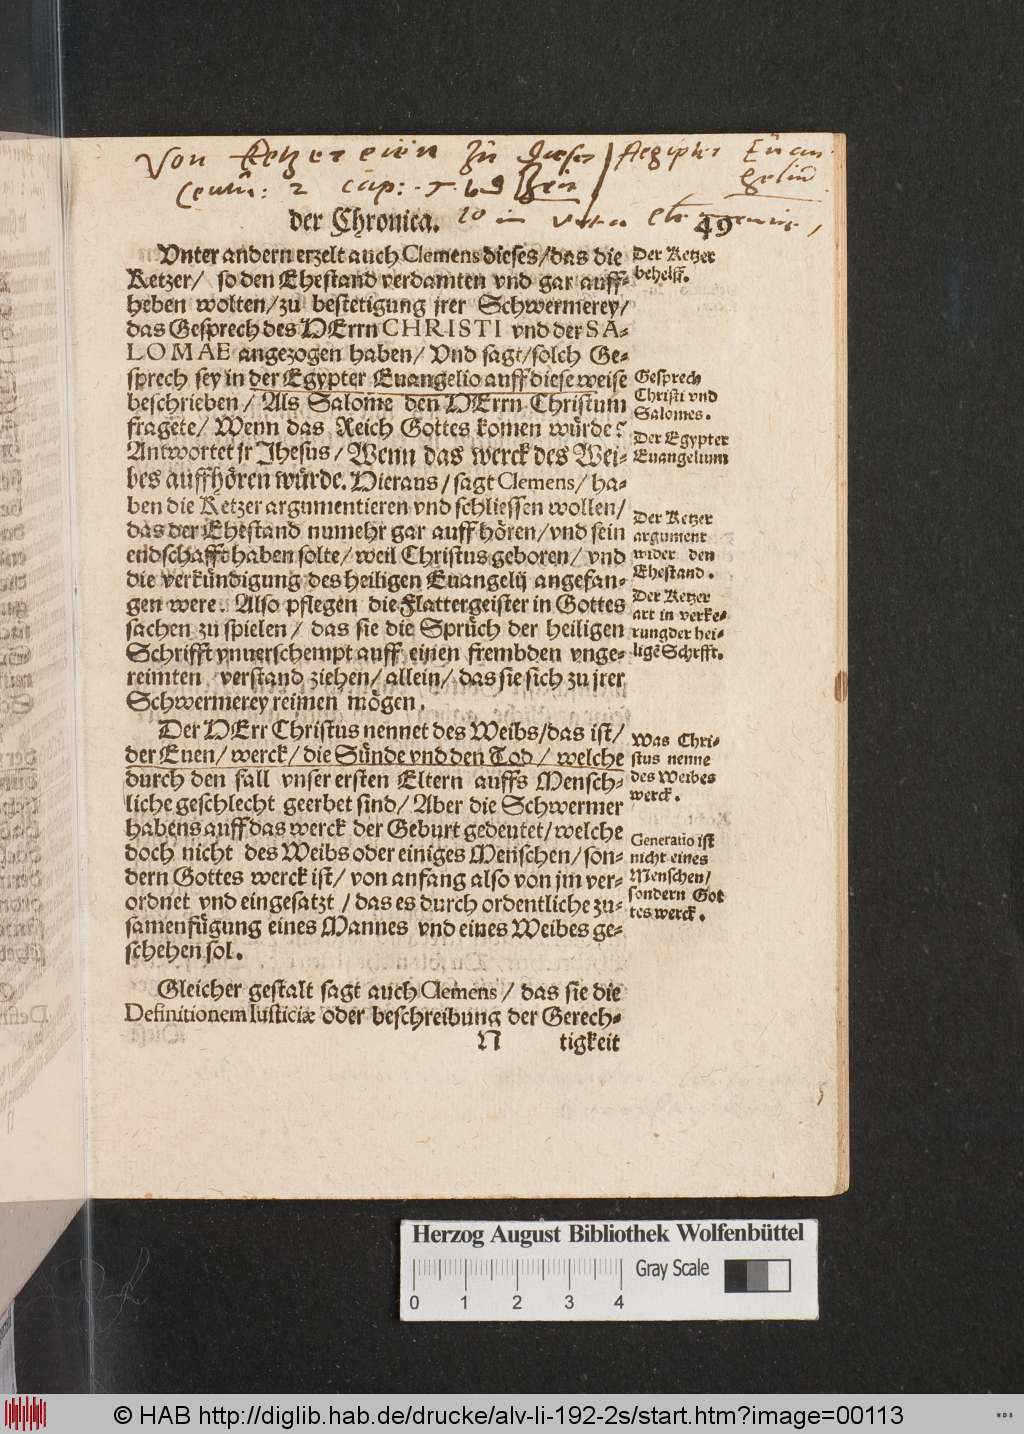 Von Ketzereien Zu dieser Aegipter Euan-
Centu: 2 cap: 5. gelium
der Chronica. 49
Vnter andern erzelt auch Clemens dieses/das die
Ketzer/ so den Ehestand verdamten vnd gar auff-
heben wolten/zu bestetigung jrer Schwermerey/
das Gesprech des HErrn CHRISTI vnd der SA-
LOMAE angezogen haben/ Vnd sagt/solch Ge-
sprech sey in der Egypter Euangelio auff diese weise
beschrieben/ Als Salome den HErrn Christum
fragete/ Wenn das Reich Gottes komen würde?
Antwortet jr Jhesus/ Wenn das werck des Wei-
bes auffhören würde. Hieraus/ sagt Clemens/ ha-
ben die Ketzer argumentieren vnd schliessen wollen/
das der Ehestand numehr gar auff hören/vnd sein
endschafft haben solte/ weil Christus geboren/ vnd
die verkündigung des heiligen Euangelij angefan-
gen were. Also pflegen die Flattergeister in Gottes
sachen zu spielen/ das sie die Sprüch der heiligen
Schrifft vnuerschempt auff einen frembden vnge-
reimten verstand ziehen/ allein/ das sie sich zu jrer
Schwermerey reimen mögen.
Der HErr Christus nennet des Weibs/das ist/
der Euen/ werck/ die Sünde vnd den Tod/ welche
durch den fall vnser ersten Eltern auffs Mensch-
liche geschlecht geerbet sind/ Aber die Schwermer
habens auff das werck der Geburt gedeutet/welche
doch nicht des Weibs oder einiges Menschen/ son-
dern Gottes werck ist/ von anfang also von jm ver-
ordnet vnd eingesatzt/ das es durch ordentliche zu-
samenfügung eines Mannes vnd eines Weibes ge-
schehen sol.
Gleicher gestalt sagt auch Clemens/ das sie die
Definitionem Iusticiæ oder beschreibung der Gerech-
N tigkeit
Der Ketzer
behelff.
Gesprech
Christi vnd
Salomes.
Der Egypter
Euangelium
Der Ketzer
argument
wider den
Ehestand.
Der Ketzer
art in verke-
rung der hei-
ligẽ Schrfft.
Was Chri-
stus nenne
des Weibes
werck.
Generatio ist
nicht eines
Menschen/
sondern Got
tes werck.
Herzog August Bibliothek Wolfenbüttel
Gray Scale
0 1 2 3 4
© HAB http://diglib.hab.de/drucke/alv-li-192-2s/start.htm?image=00113